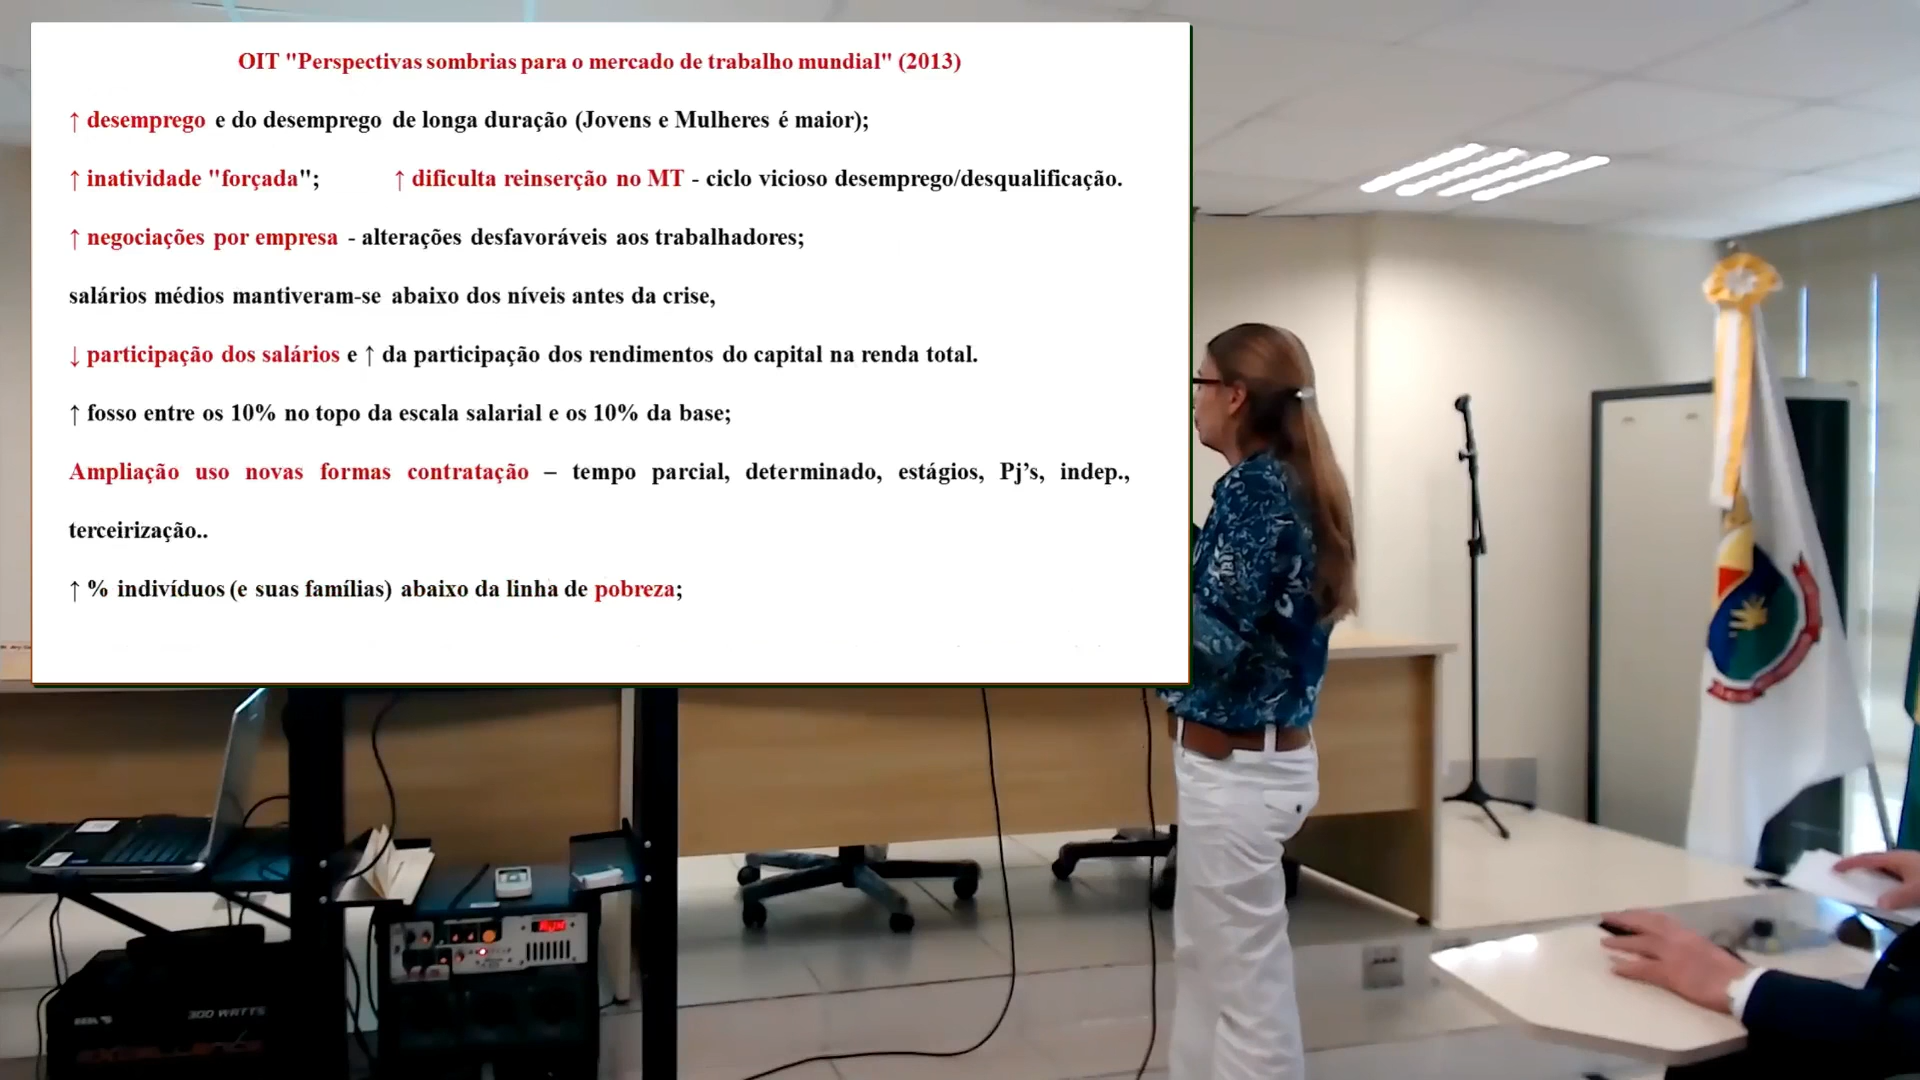 OIT "Perspectivas sombrias para o mercado de trabalho mundial" (2013)
↑ desemprego e do desemprego de longa duração (Jovens e Mulheres é maior);
↑ inatividade "forçada"; ↑ dificulta reinserção no MT - ciclo vicioso desemprego/desqualificação.
↑ negociações por empresa - alterações desfavoráveis aos trabalhadores;
salários médios mantiveram-se abaixo dos níveis antes da crise,
↓ participação dos salários e ↑ da participação dos rendimentos do capital na renda total.
↑ fosso entre os 10% no topo da escala salarial e os 10% da base;
Ampliação uso novas formas contratação – tempo parcial, determinado, estágios, Pj’s, indep.,
terceirização..
↑ % indivíduos (e suas famílias) abaixo da linha de pobreza;
300 WATTS